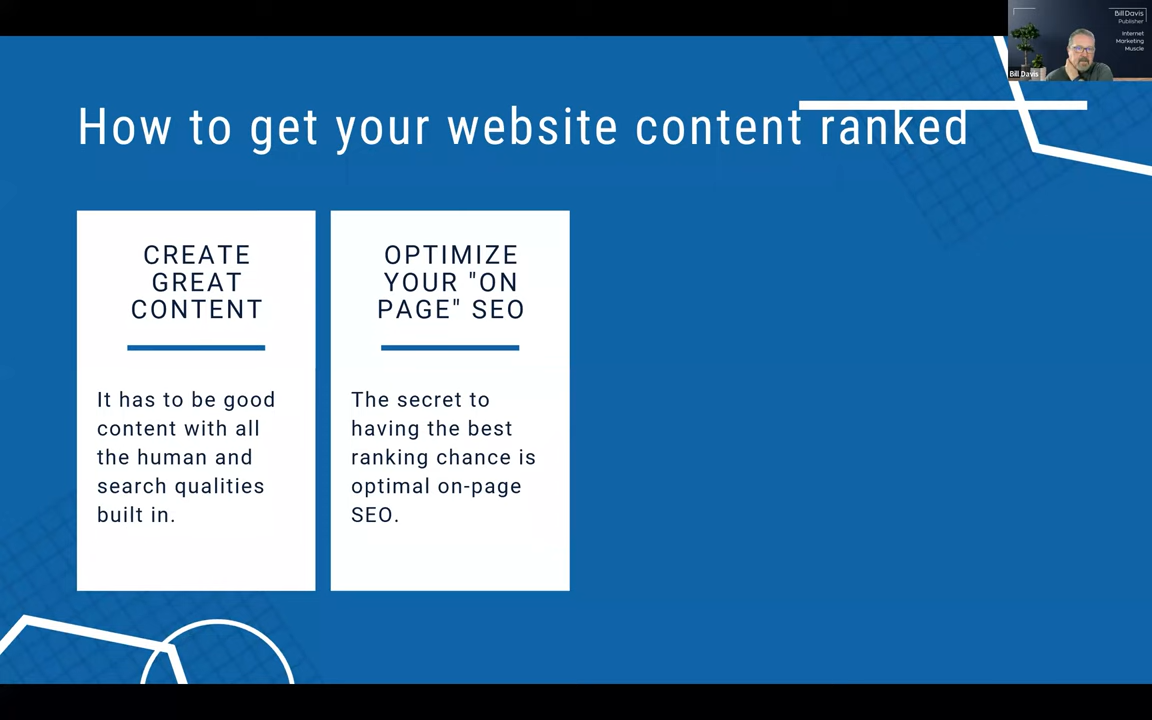 How to get your website content ranked
CREATE
GREAT
CONTENT
It has to be good
content with all
the human and
search qualities
built in.
OPTIMIZE
YOUR "ON
PAGE" SEO
The secret to
having the best
ranking chance is
optimal on-page
SEO.
Bill Davis
Publisher
Internet
Marketing
Muscle
Bill Davis